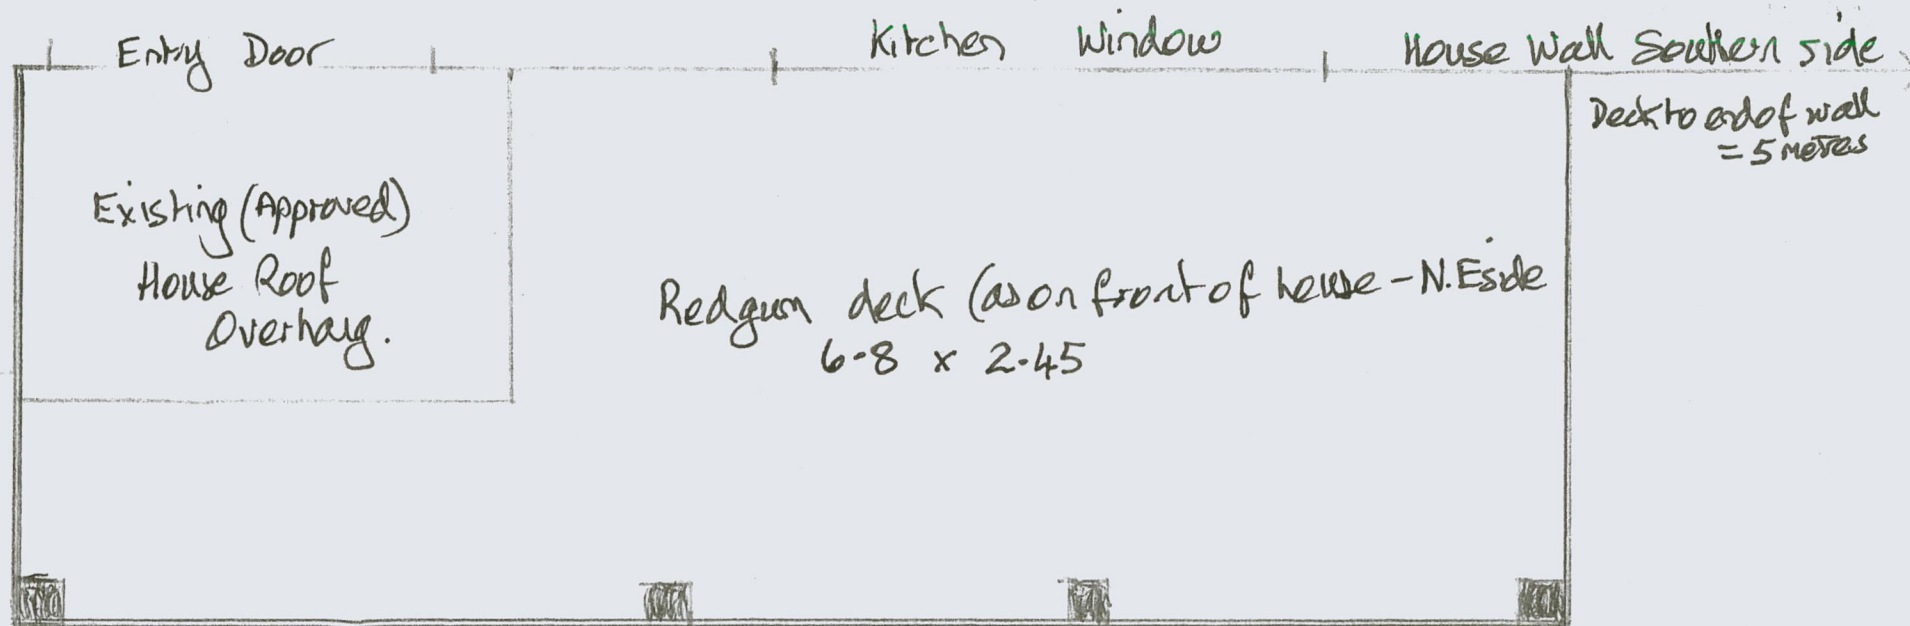 Entry Door
Kitchen Window
House Wall Southern side
Deck to end of wall
= 5 metres
Existing (Approved)
House Roof
Overhang.
Redgum deck (as on front of house - N.E side
6.8 x 2.45